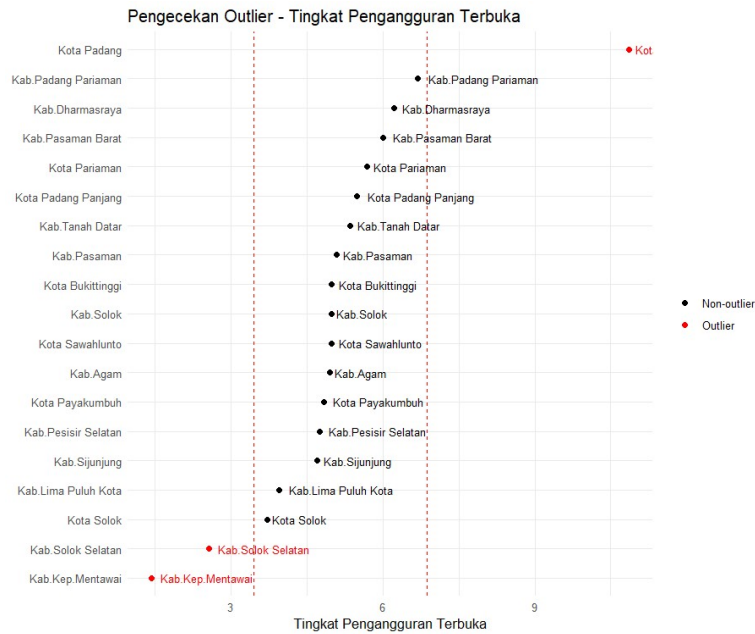 Pengecekan Outlier - Tingkat Pengangguran Terbuka
Kota Padang Kot
Kab.Padang Pariaman Kab.Padang Pariaman
Kab.Dharmasraya Kab.Dharmasraya
Kab.Pasaman Barat Kab.Pasaman Barat
Kota Pariaman Kota Pariaman
Kota Padang Panjang Kota Padang Panjang
Kab.Tanah Datar Kab.Tanah Datar
Kab.Pasaman Kab.Pasaman
Kota Bukittinggi Kota Bukittinggi
Kab.Solok Kab.Solok
Kota Sawahlunto Kota Sawahlunto
Kab.Agam Kab.Agam
Kota Payakumbuh Kota Payakumbuh
Kab.Pesisir Selatan Kab.Pesisir Selatan
Kab.Sijunjung Kab.Sijunjung
Kab.Lima Puluh Kota Kab.Lima Puluh Kota
Kota Solok Kota Solok
Kab.Solok Selatan Kab.Solok Selatan
Kab.Kep.Mentawai Kab.Kep.Mentawai
3 6 9
Tingkat Pengangguran Terbuka
Non-outlier
Outlier